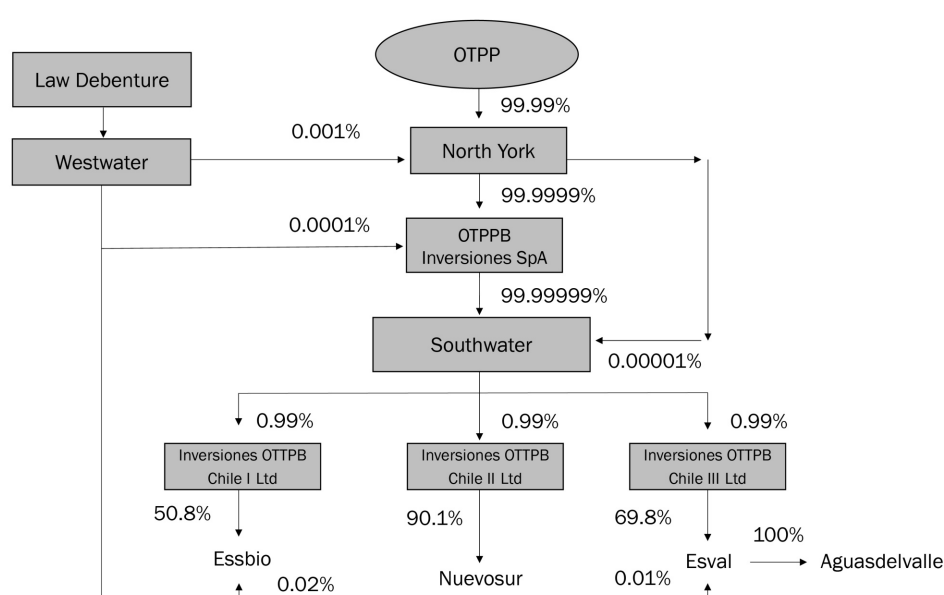 OTPP
Law Debenture
99.99%
0.001%
North York
Westwater
99.9999%
0.0001%
OTPPB
Inversiones SpA
99.99999%
Southwater
0.00001%
0.99%
0.99%
0.99%
Inversiones OTTPB
Chile I Ltd
Inversiones OTTPB
Chile II Ltd
Inversiones OTTPB
Chile III Ltd
50.8%
90.1%
69.8%
100%
Essbio
Nuevosur
Esval
Aguasdelvalle
0.02%
0.01%